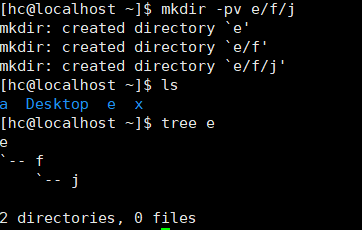 [hc@localhost ~]$ mkdir -pv e/f/j
mkdir: created directory `e'
mkdir: created directory `e/f'
mkdir: created directory `e/f/j'
[hc@localhost ~]$ ls
a  Desktop  e  x
[hc@localhost ~]$ tree e
e
`-- f
    `-- j
2 directories, 0 files